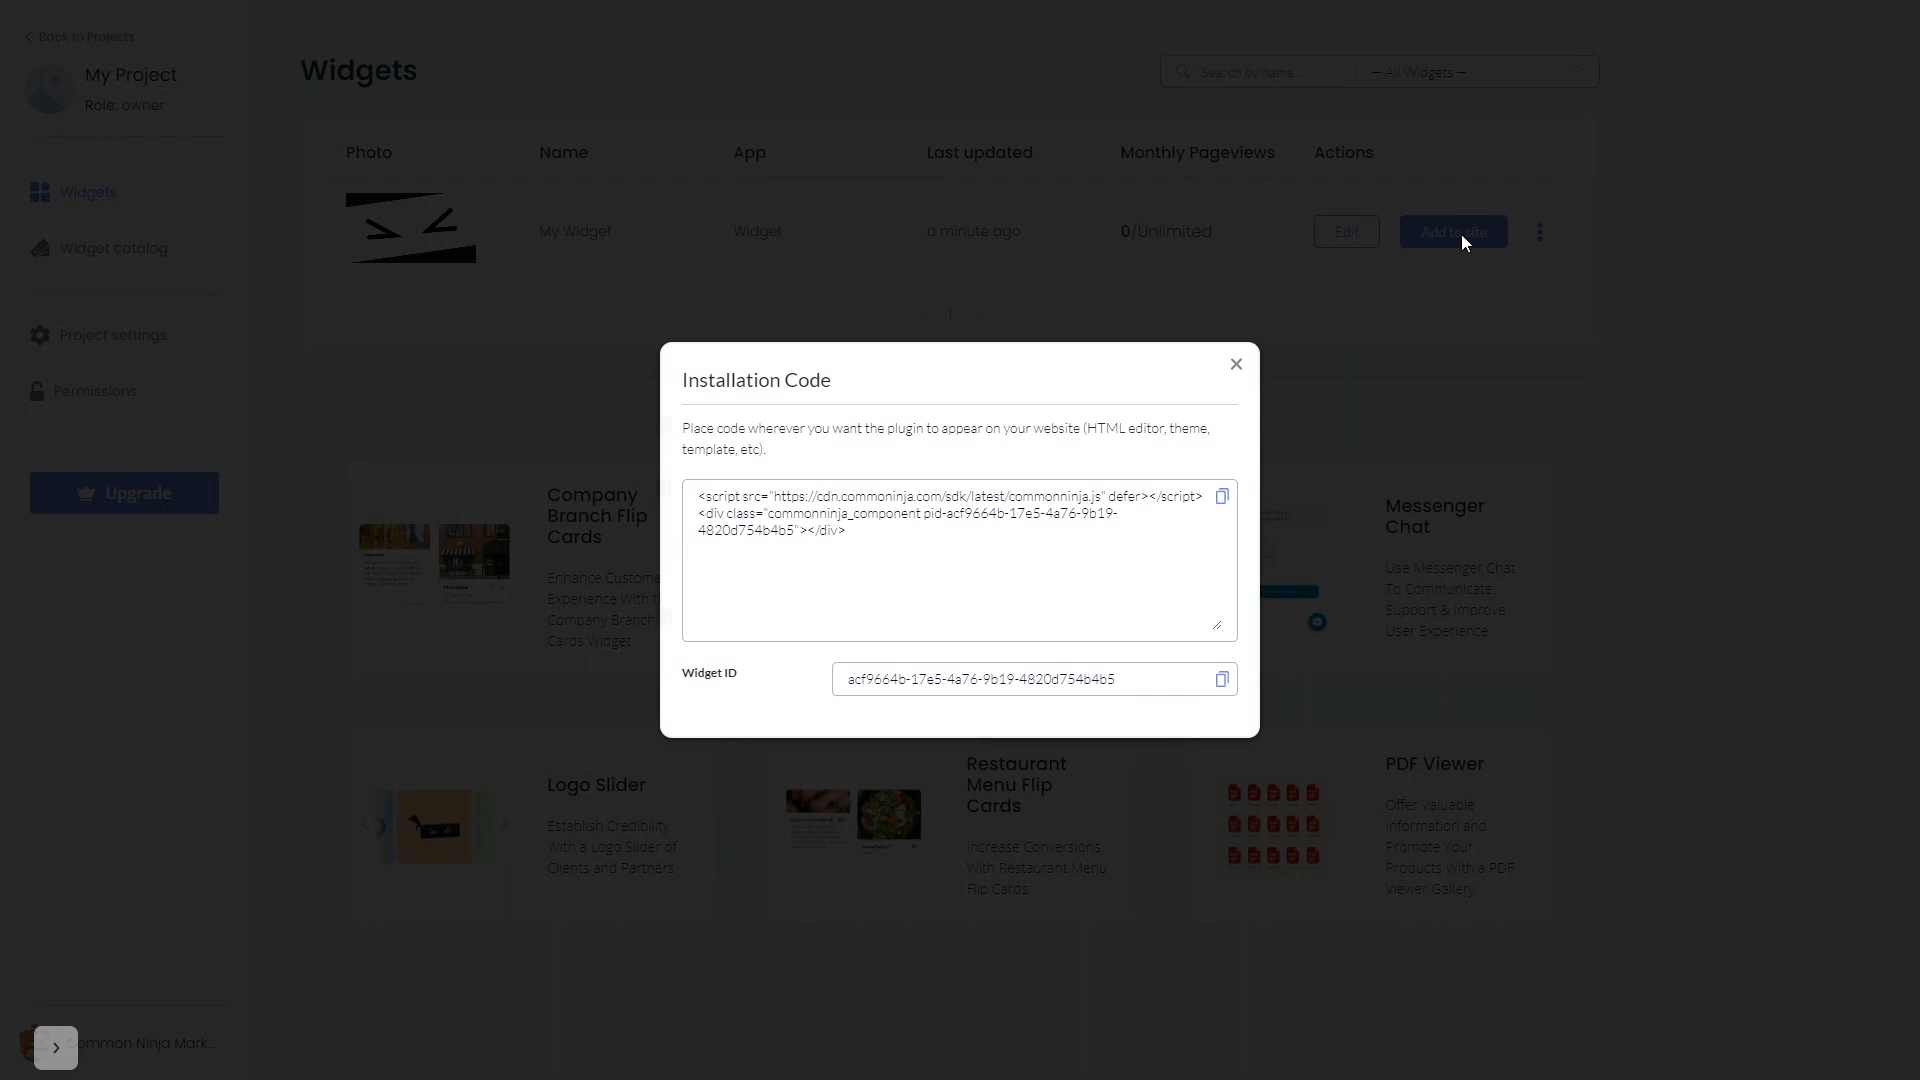 Back to Projects
My Project
Role: owner
Widgets
Widget catalog
Project settings
Permissions
Upgrade
Widgets
Search by name...
— All Widgets —
Photo
Name
App
Last updated
Monthly Pageviews
Actions
My Widget
Widget
a minute ago
0/Unlimited
Edit
Add to site
1
Installation Code
Place code wherever you want the plugin to appear on your website (HTML editor, theme,
template, etc).
<script src="https://cdn.commoninja.com/sdk/latest/commonninja.js" defer></script>
<div class="commonninja_component pid-acf9664b-17e5-4a76-9b19-
4820d754b4b5"></div>
Widget ID
acf9664b-17e5-4a76-9b19-4820d754b4b5
Company
Branch Flip
Cards
Enhance Custome
Experience With
Company Branch
Cards Widget
Messenger
Chat
Use Messenger Chat
To Communicate,
Support & Improve
User Experience
Logo Slider
Establish Credibility
With a Logo Slider of
Clients and Partners
Restaurant
Menu Flip
Cards
Increase Conversions
With Restaurant Menu
Flip Cards
PDF Viewer
Offer Valuable
Information and
Promote Your
Products With a PDF
Viewer Gallery
ommon Ninja Mark...